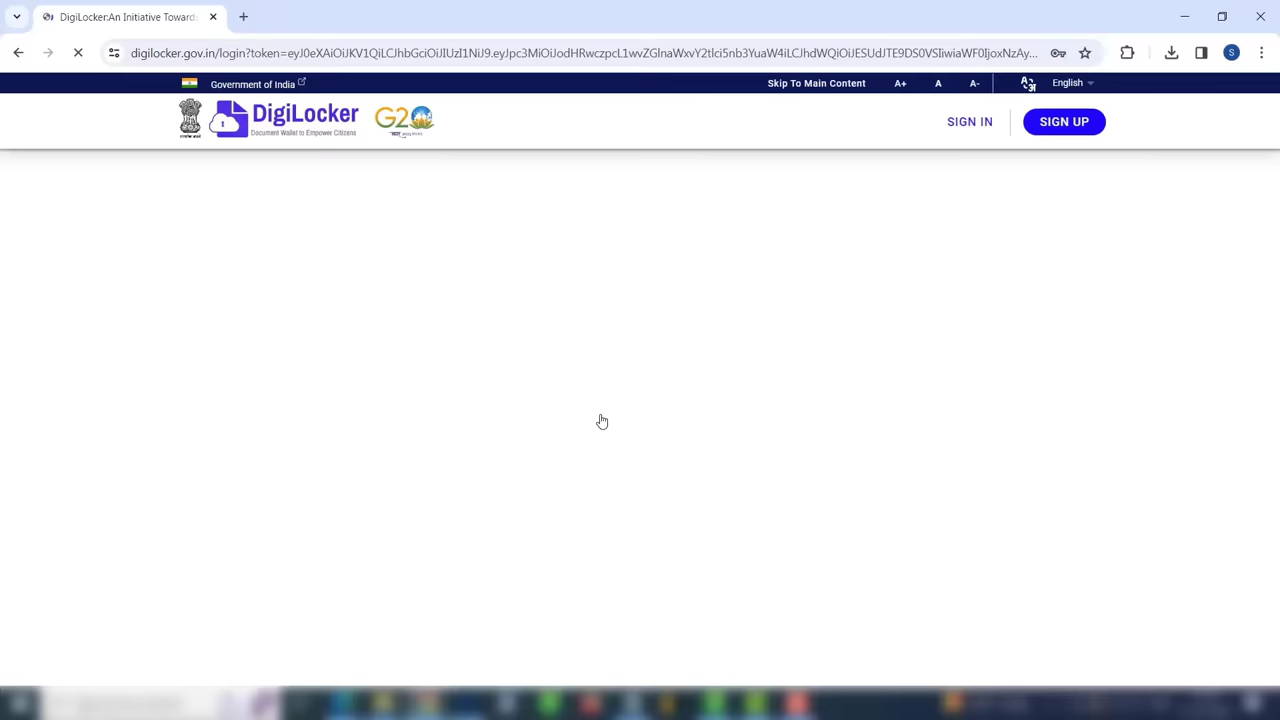 DigiLocker:An Initiative Toward
digilocker.gov.in/login?token=eyJ0eXAiOiJKV1QiLCJhbGciOiJIUzI1NiJ9.eyJpc3MiOiJodHRwczpcL1wvZGlnaWxvY2tlci5nb3YuaW4iLCJhdWQiOiJESUdJTE9DS0VSIiwiaWF0IjoxNzAy...
S
Government of India
Skip To Main Content A+ A A- English
DigiLocker
Document Wallet to Empower Citizens
G20
SIGN IN
SIGN UP